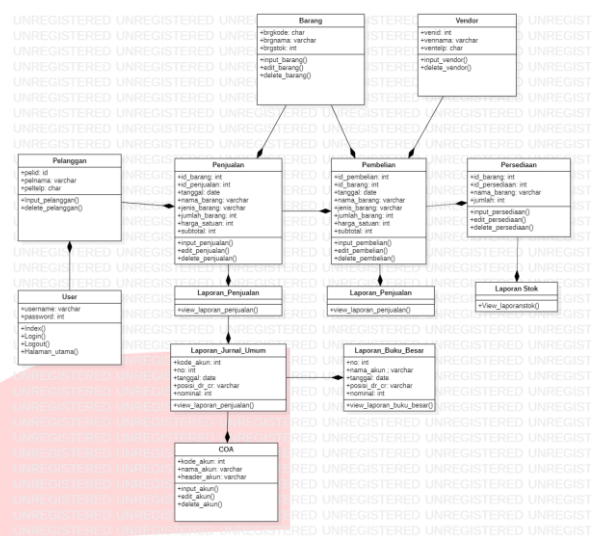 Barang
+brgkode: char
+brgnama: varchar
+brgstok: int
+input_barang()
+edit_barang()
+delete_barang()
Vendor
+venid: int
+vennama: varchar
+ventelp: char
+input_vendor()
+delete_vendor()
Pelanggan
+pelid: id
+pelnama: varchar
+peltelp: char
+Input_pelanggan()
+delete_pelanggan()
Penjualan
+id_barang: int
+id_penjualan: int
+tanggal: date
+nama_barang: varchar
+jenis_barang: varchar
+jumlah_barang: int
+harga_satuan: int
+subtotal: int
+input_penjualan()
+edit_penjualan()
+delete_penjualan()
Pembelian
+id_pembelian: int
+id_barang: int
+tanggal: date
+nama_barang: varchar
+jenis_barang: varchar
+jumlah_barang: int
+harga_satuan: int
+subtotal: int
+input_pembelian()
+edit_pembelian()
+delete_pembelian()
Persediaan
+id_barang: int
+id_persediaan: int
+nama_barang: varchar
+jumlah: int
+input_persediaan()
+edit_persediaan()
+delete_persediaan()
User
+username: varchar
+password: int
+Index()
+Login()
+Logout()
+Halaman_utama()
Laporan_Penjualan
+view_laporan_penjualan()
Laporan_Penjualan
+view_laporan_penjualan()
Laporan Stok
+View_laporanstok()
Laporan_Jurnal_Umum
+kode_akun: int
+no: int
+tanggal: date
+posisi_dr_cr: varchar
+nominal: int
+view_laporan_penjualan()
Laporan_Buku_Besar
+no: int
+nama_akun : varchar
+tanggal: date
+posisi_dr_cr: varchar
+nominal: int
+view_laporan_buku_besar()
COA
+kode_akun: int
+nama_akun: varchar
+header_akun: varchar
+input_akun()
+edit_akun()
+delete_akun()